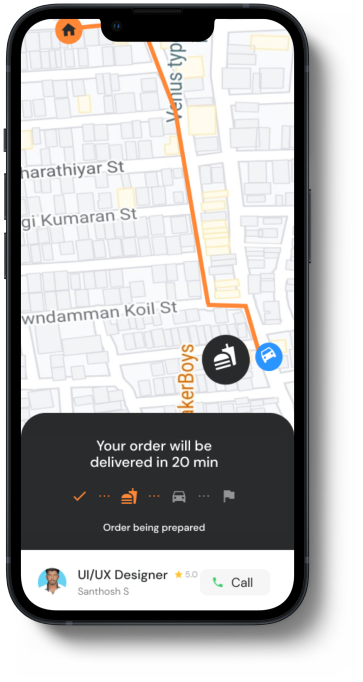 Venus typ
harathiyar St
gi Kumaran St
wndamman Koil St
akerBoys
Your order will be
delivered in 20 min
Order being prepared
UI/UX Designer
5.0
Santhosh S
Call